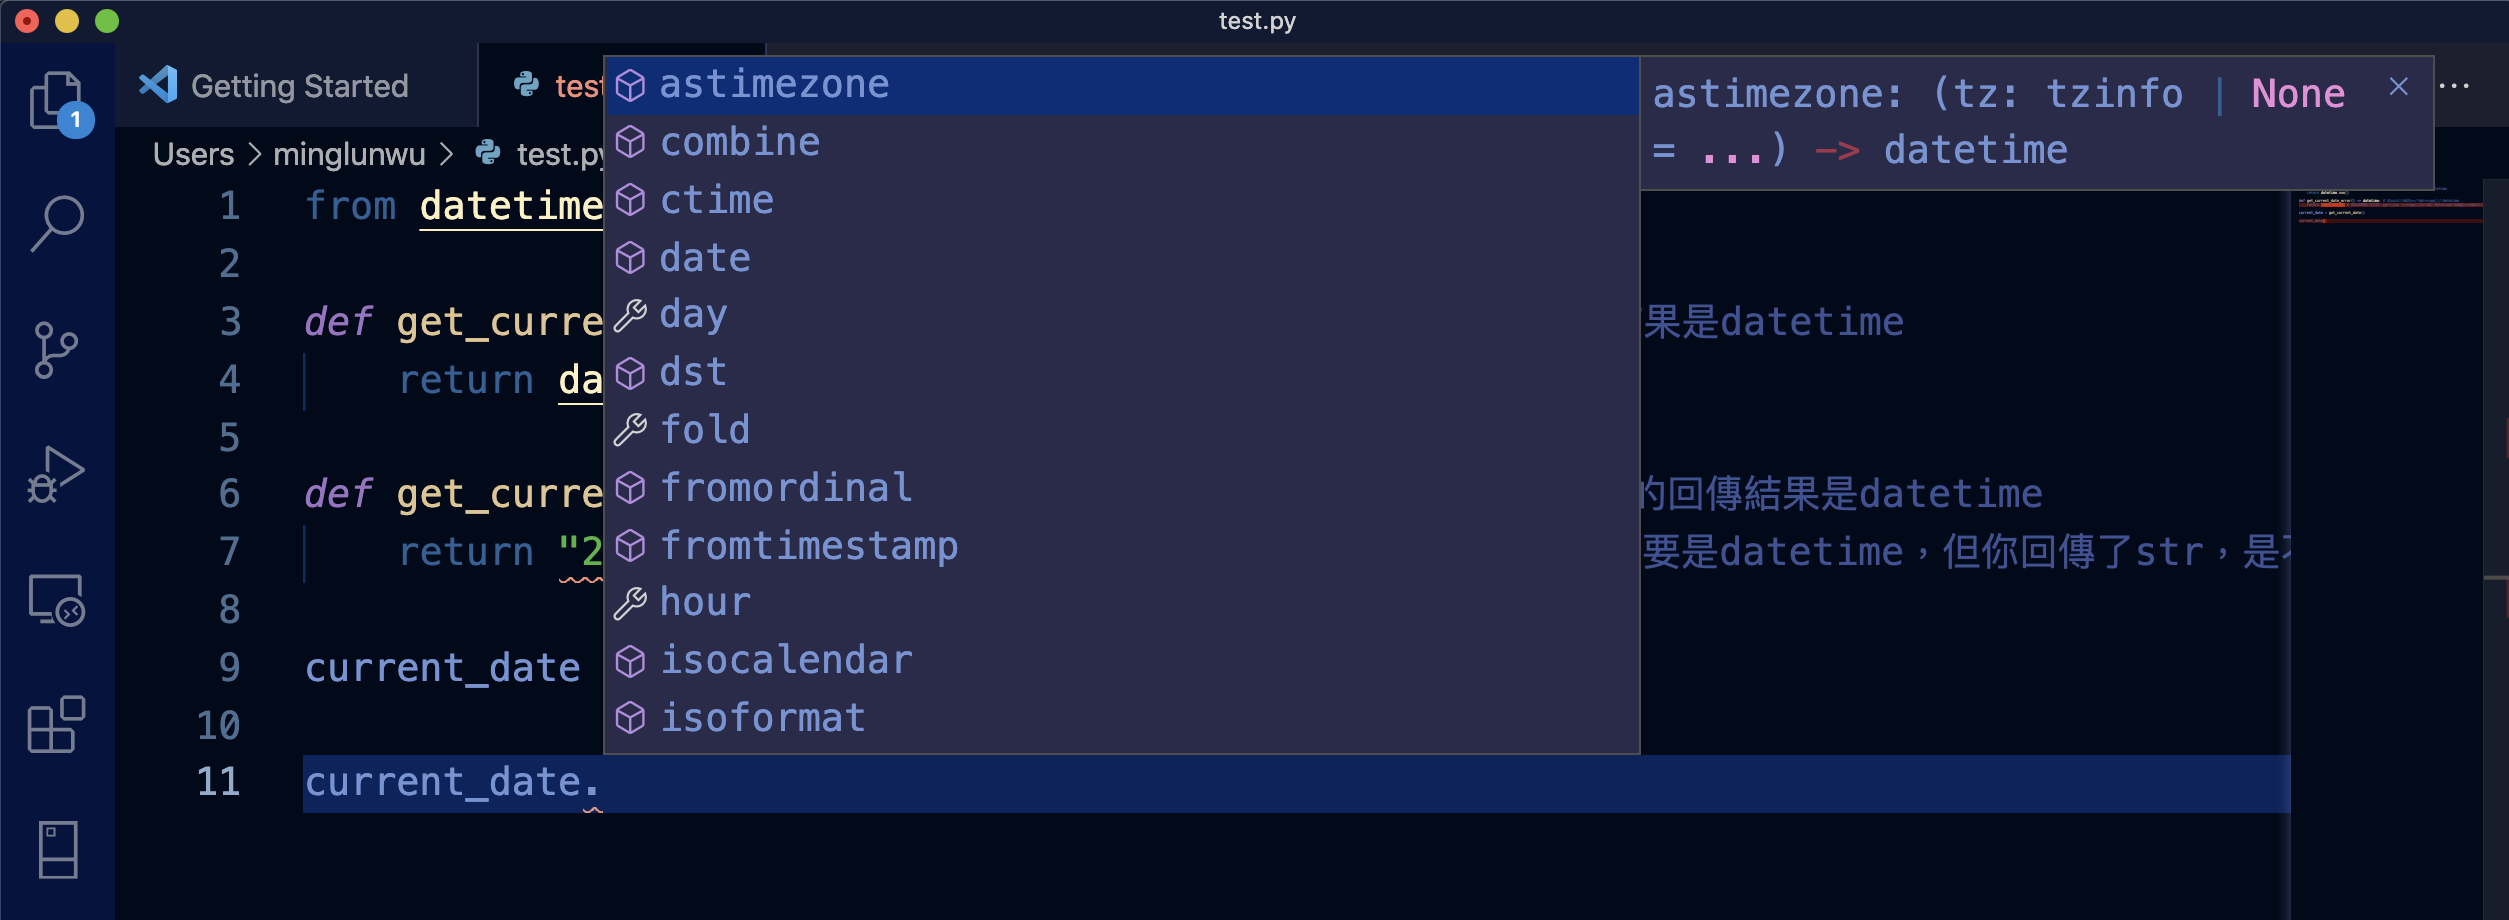 test.py
Getting Started
test
astimezone
combine
ctime
date
day
dst
fold
fromordinal
fromtimestamp
hour
isocalendar
isoformat
astimezone: (tz: tzinfo | None
= ...) -> datetime
Users > minglunwu > test.py
1 from datetime
2
3 def get_curre 果是datetime
4 return da
5
6 def get_curre 的回傳結果是datetime
7 return "2 要是datetime，但你回傳了str，是
8
9 current_date
10
11 current_date.
1